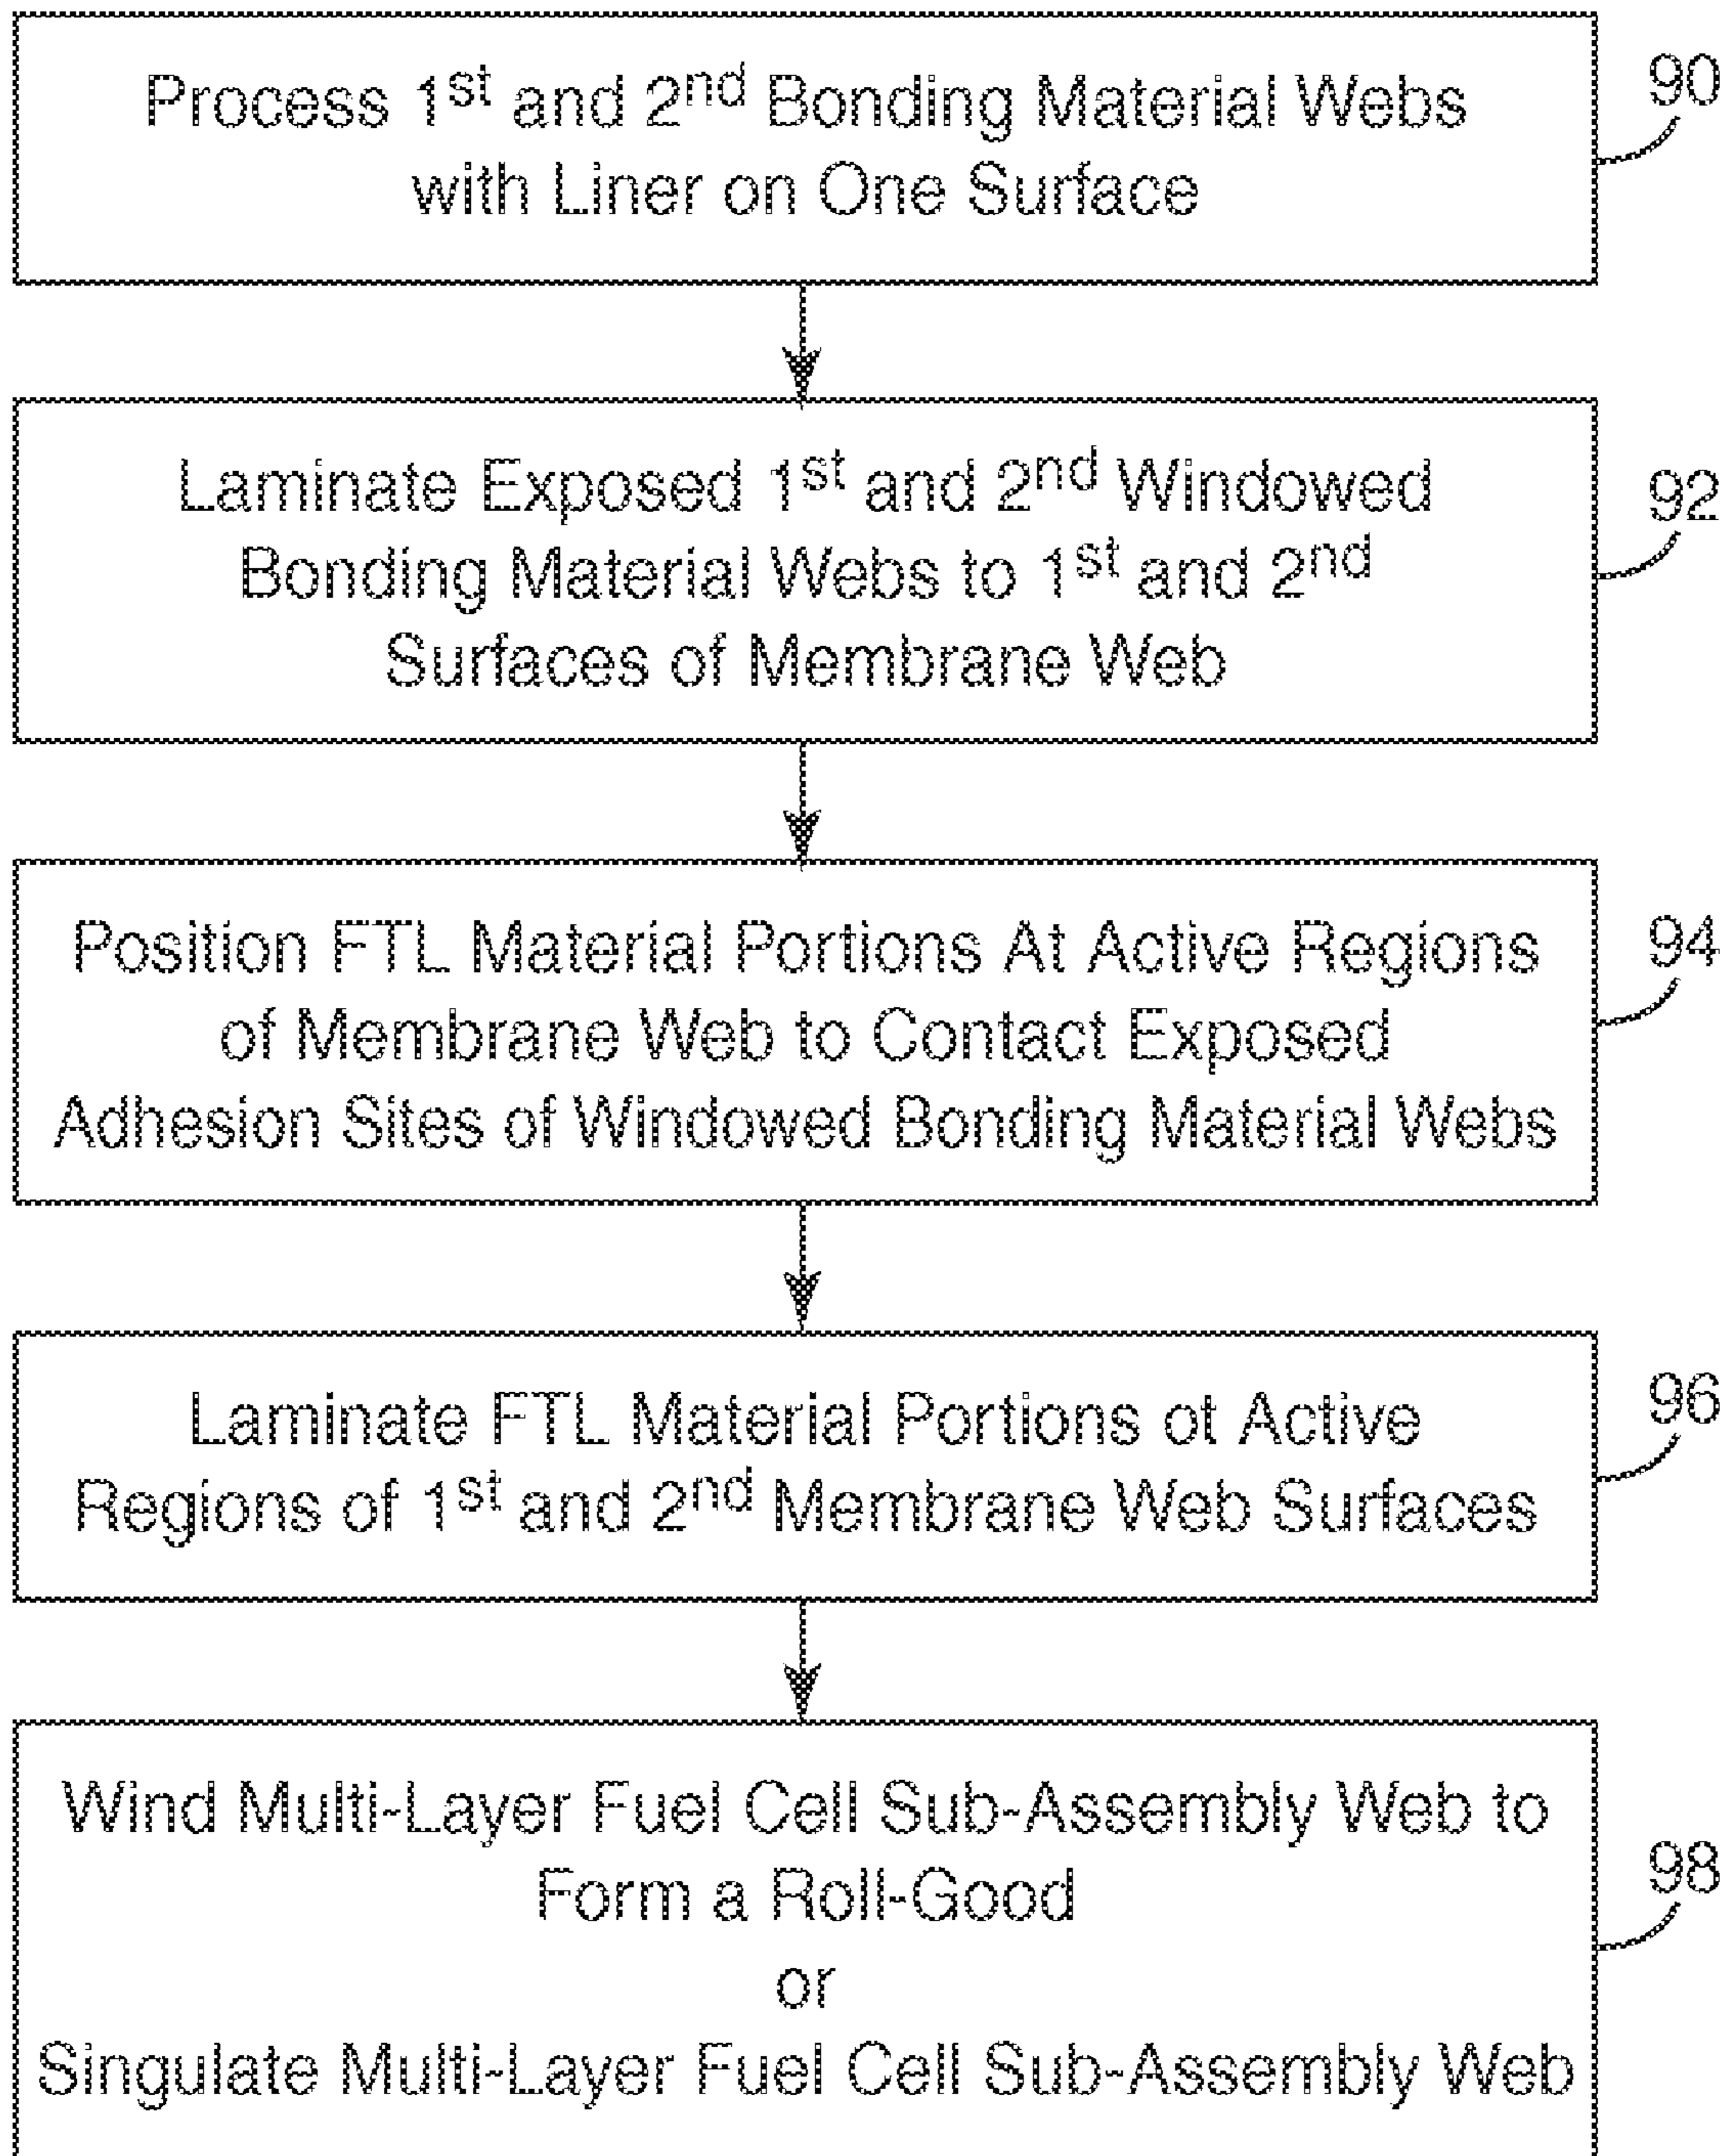 Process 1st and 2nd Bonding Material Webs
with Liner on One Surface
90
Laminate Exposed 1st and 2nd Windowed
Bonding Material Webs to 1st and 2nd
Surfaces of Membrane Web
92
Position FTL Material Portions At Active Regions
of Membrane Web to Contact Exposed
Adhesion Sites of Windowed Bonding Material Webs
94
Laminate FTL Material Portions ot Active
Regions of 1st and 2nd Membrane Web Surfaces
96
Wind Multi-Layer Fuel Cell Sub-Assembly Web to
Form a Roll-Good
or
Singulate Multi-Layer Fuel Cell Sub-Assembly Web
98